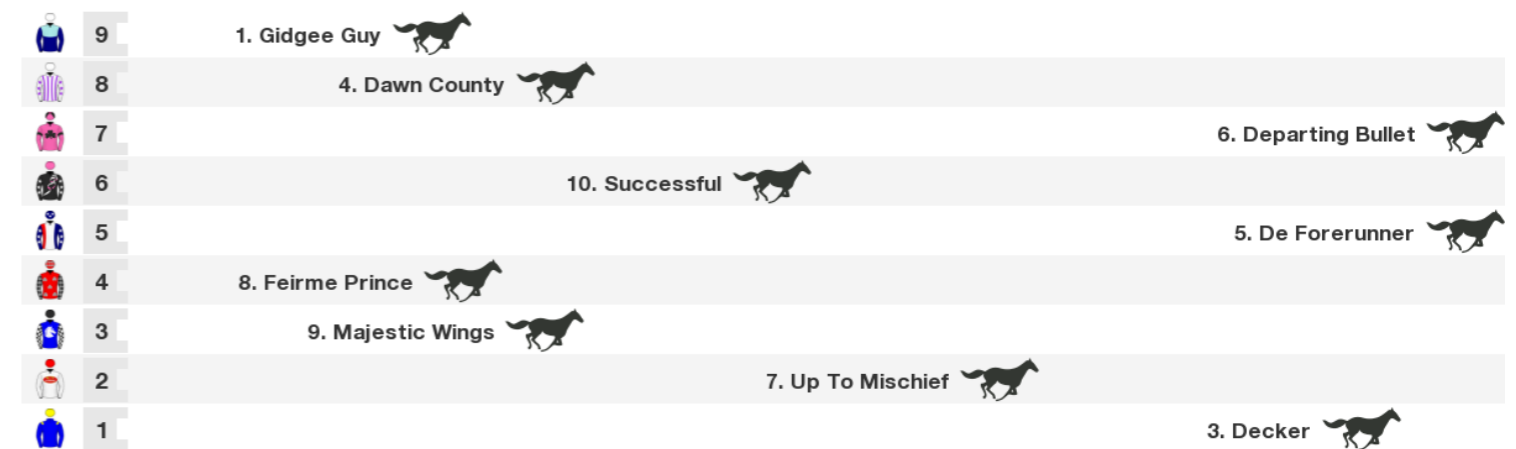 9 1. Gidgee Guy
8 4. Dawn County
7 6. Departing Bullet
6 10. Successful
5 5. De Forerunner
4 8. Feirme Prince
3 9. Majestic Wings
2 7. Up To Mischief
1 3. Decker